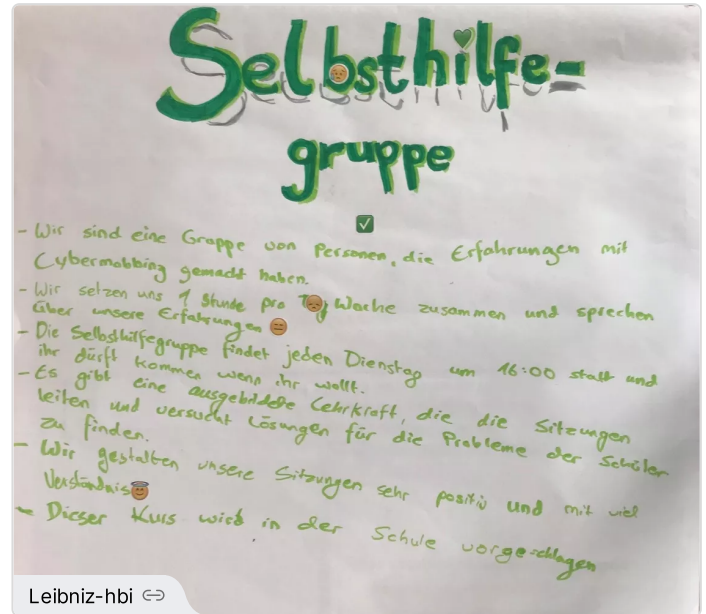 Selbsthilfe-
gruppe
- Wir sind eine Gruppe von Personen, die Erfahrungen mit
Cybermobbing gemacht haben.
- Wir setzen uns 1 Stunde pro Woche zusammen und sprechen
über unsere Erfahrungen
- Die Selbsthilfegruppe findet jeden Dienstag um 16:00 statt und
ihr dürft kommen wenn ihr wollt.
- Es gibt eine ausgebildete Lehrkraft, die die Sitzungen
leiten und versucht Lösungen für die Probleme der Schüler
zu finden.
- Wir gestalten unsere Sitzungen sehr positiv und mit viel
Verständnis
- Dieser Kurs wird in der Schule vorgeschlagen
Leibniz-hbi